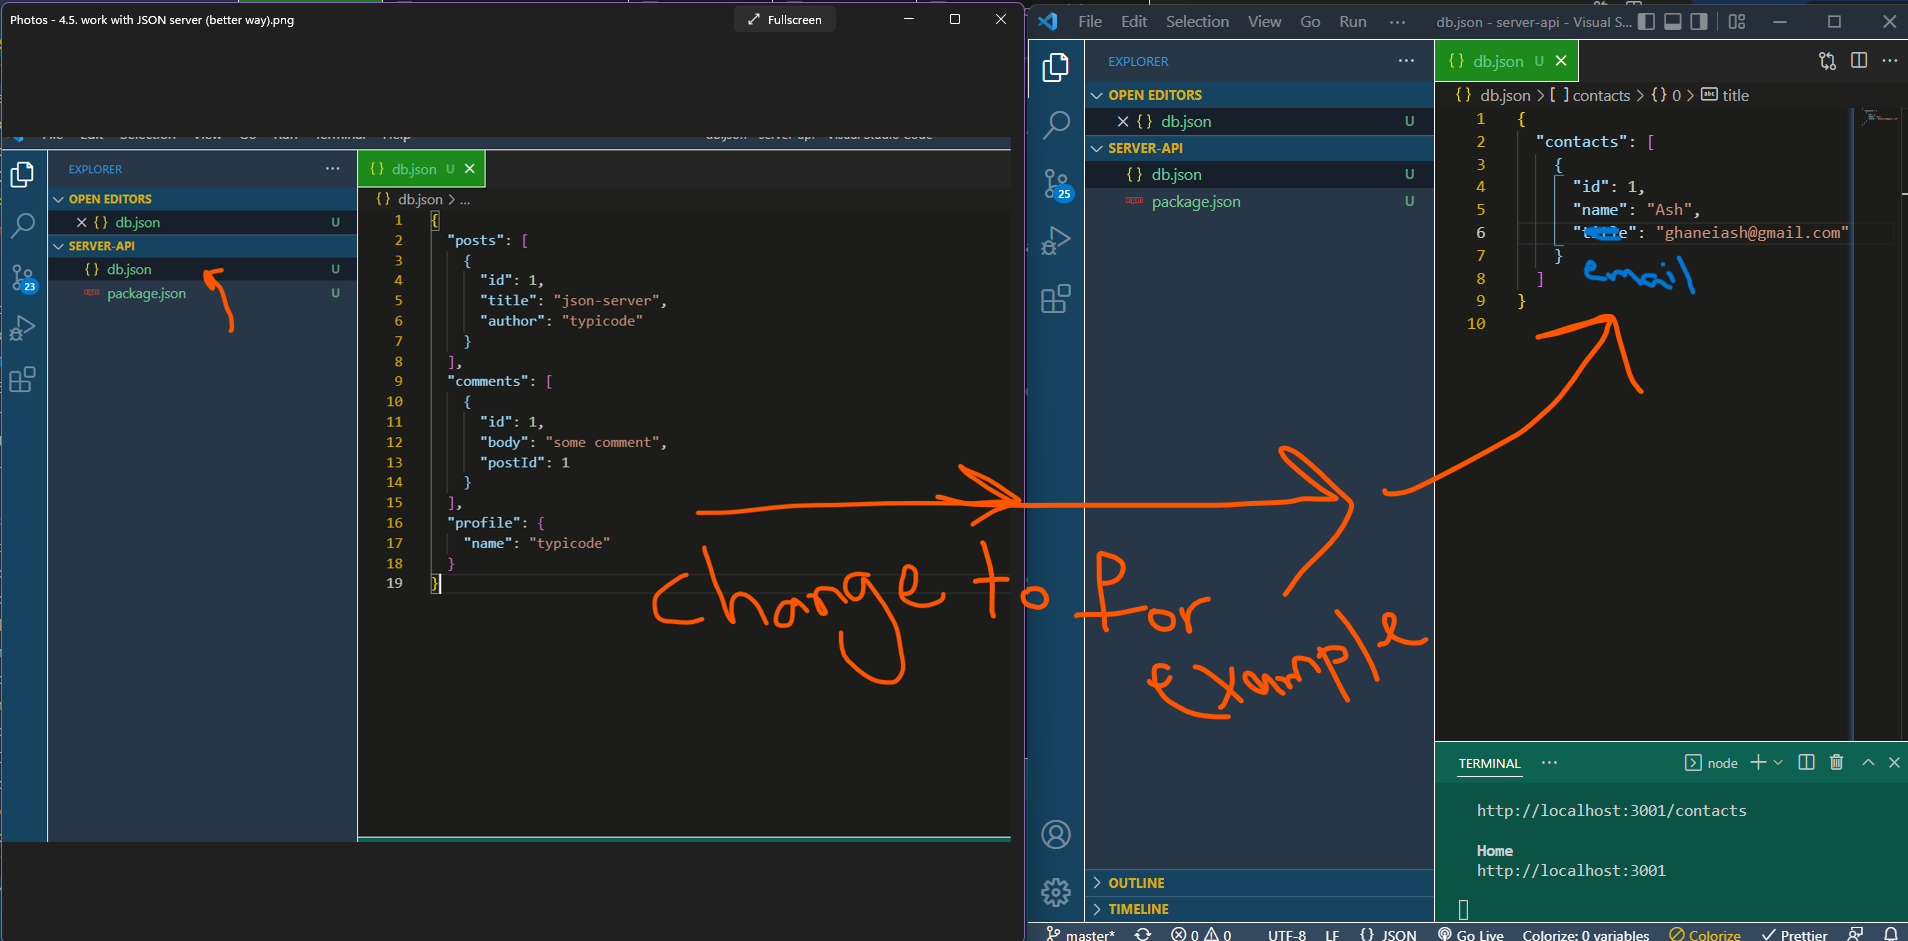 Photos - 4.5. work with JSON server (better way).png
Fullscreen
EXPLORER
OPEN EDITORS
db.json U
SERVER-API
db.json U
package.json U
23
db.json U
{} db.json > ...
1 {
2 "posts": [
3 {
4 "id": 1,
5 "title": "json-server",
6 "author": "typicode"
7 }
8 ],
9 "comments": [
10 {
11 "id": 1,
12 "body": "some comment",
13 "postId": 1
14 }
15 ],
16 "profile": {
17 "name": "typicode"
18 }
19 }
change to For
Example
File Edit Selection View Go Run ... db.json - server-api - Visual S...
EXPLORER
OPEN EDITORS
{} db.json U
SERVER-API
{} db.json U
package.json U
25
OUTLINE
TIMELINE
{} db.json U
{} db.json > [ ] contacts > {} 0 > abc title
1 {
2 "contacts": [
3 {
4 "id": 1,
5 "name": "Ash",
6 "title": "ghaneiash@gmail.com"
7 }
8 ]
9 }
10
email
TERMINAL ... node
http://localhost:3001/contacts
Home
http://localhost:3001
master* 0 0 UTF-8 LF {} JSON Go Live Colorize: 0 variables Colorize Prettier